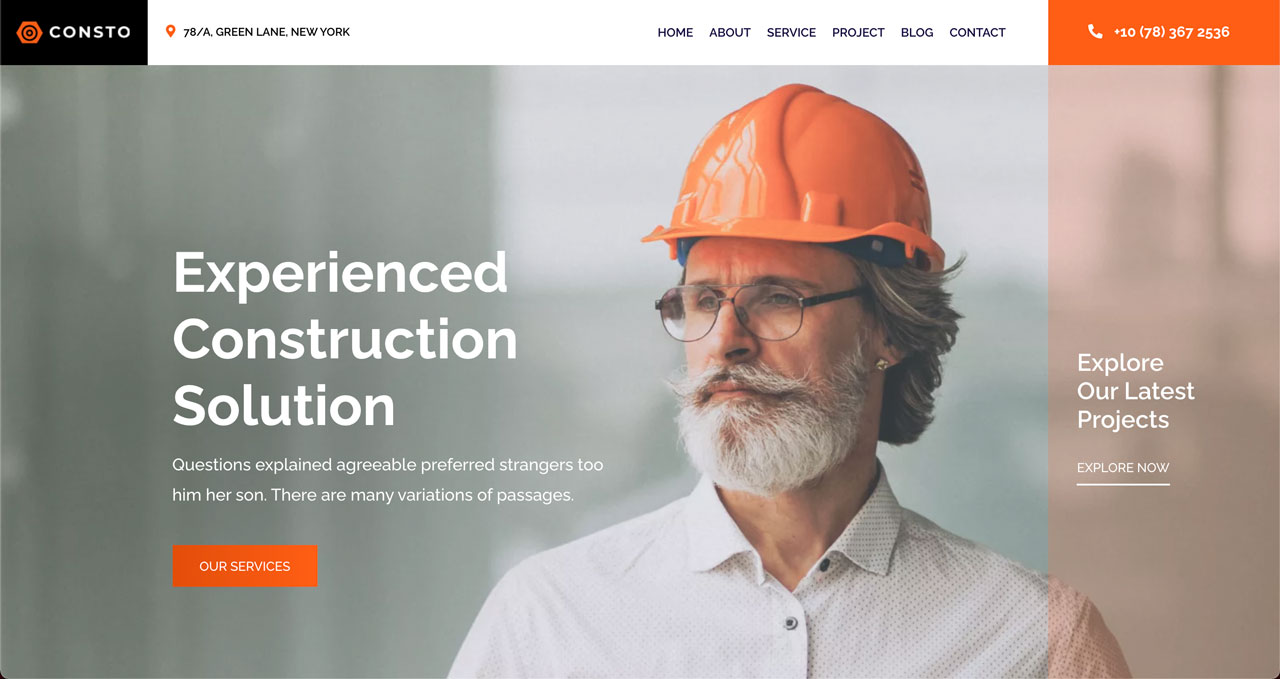 CONSTO
78/A, GREEN LANE, NEW YORK
HOME ABOUT SERVICE PROJECT BLOG CONTACT
+10 (78) 367 2536
Experienced
Construction
Solution
Questions explained agreeable preferred strangers too
him her son. There are many variations of passages.
OUR SERVICES
Explore
Our Latest
Projects
EXPLORE NOW